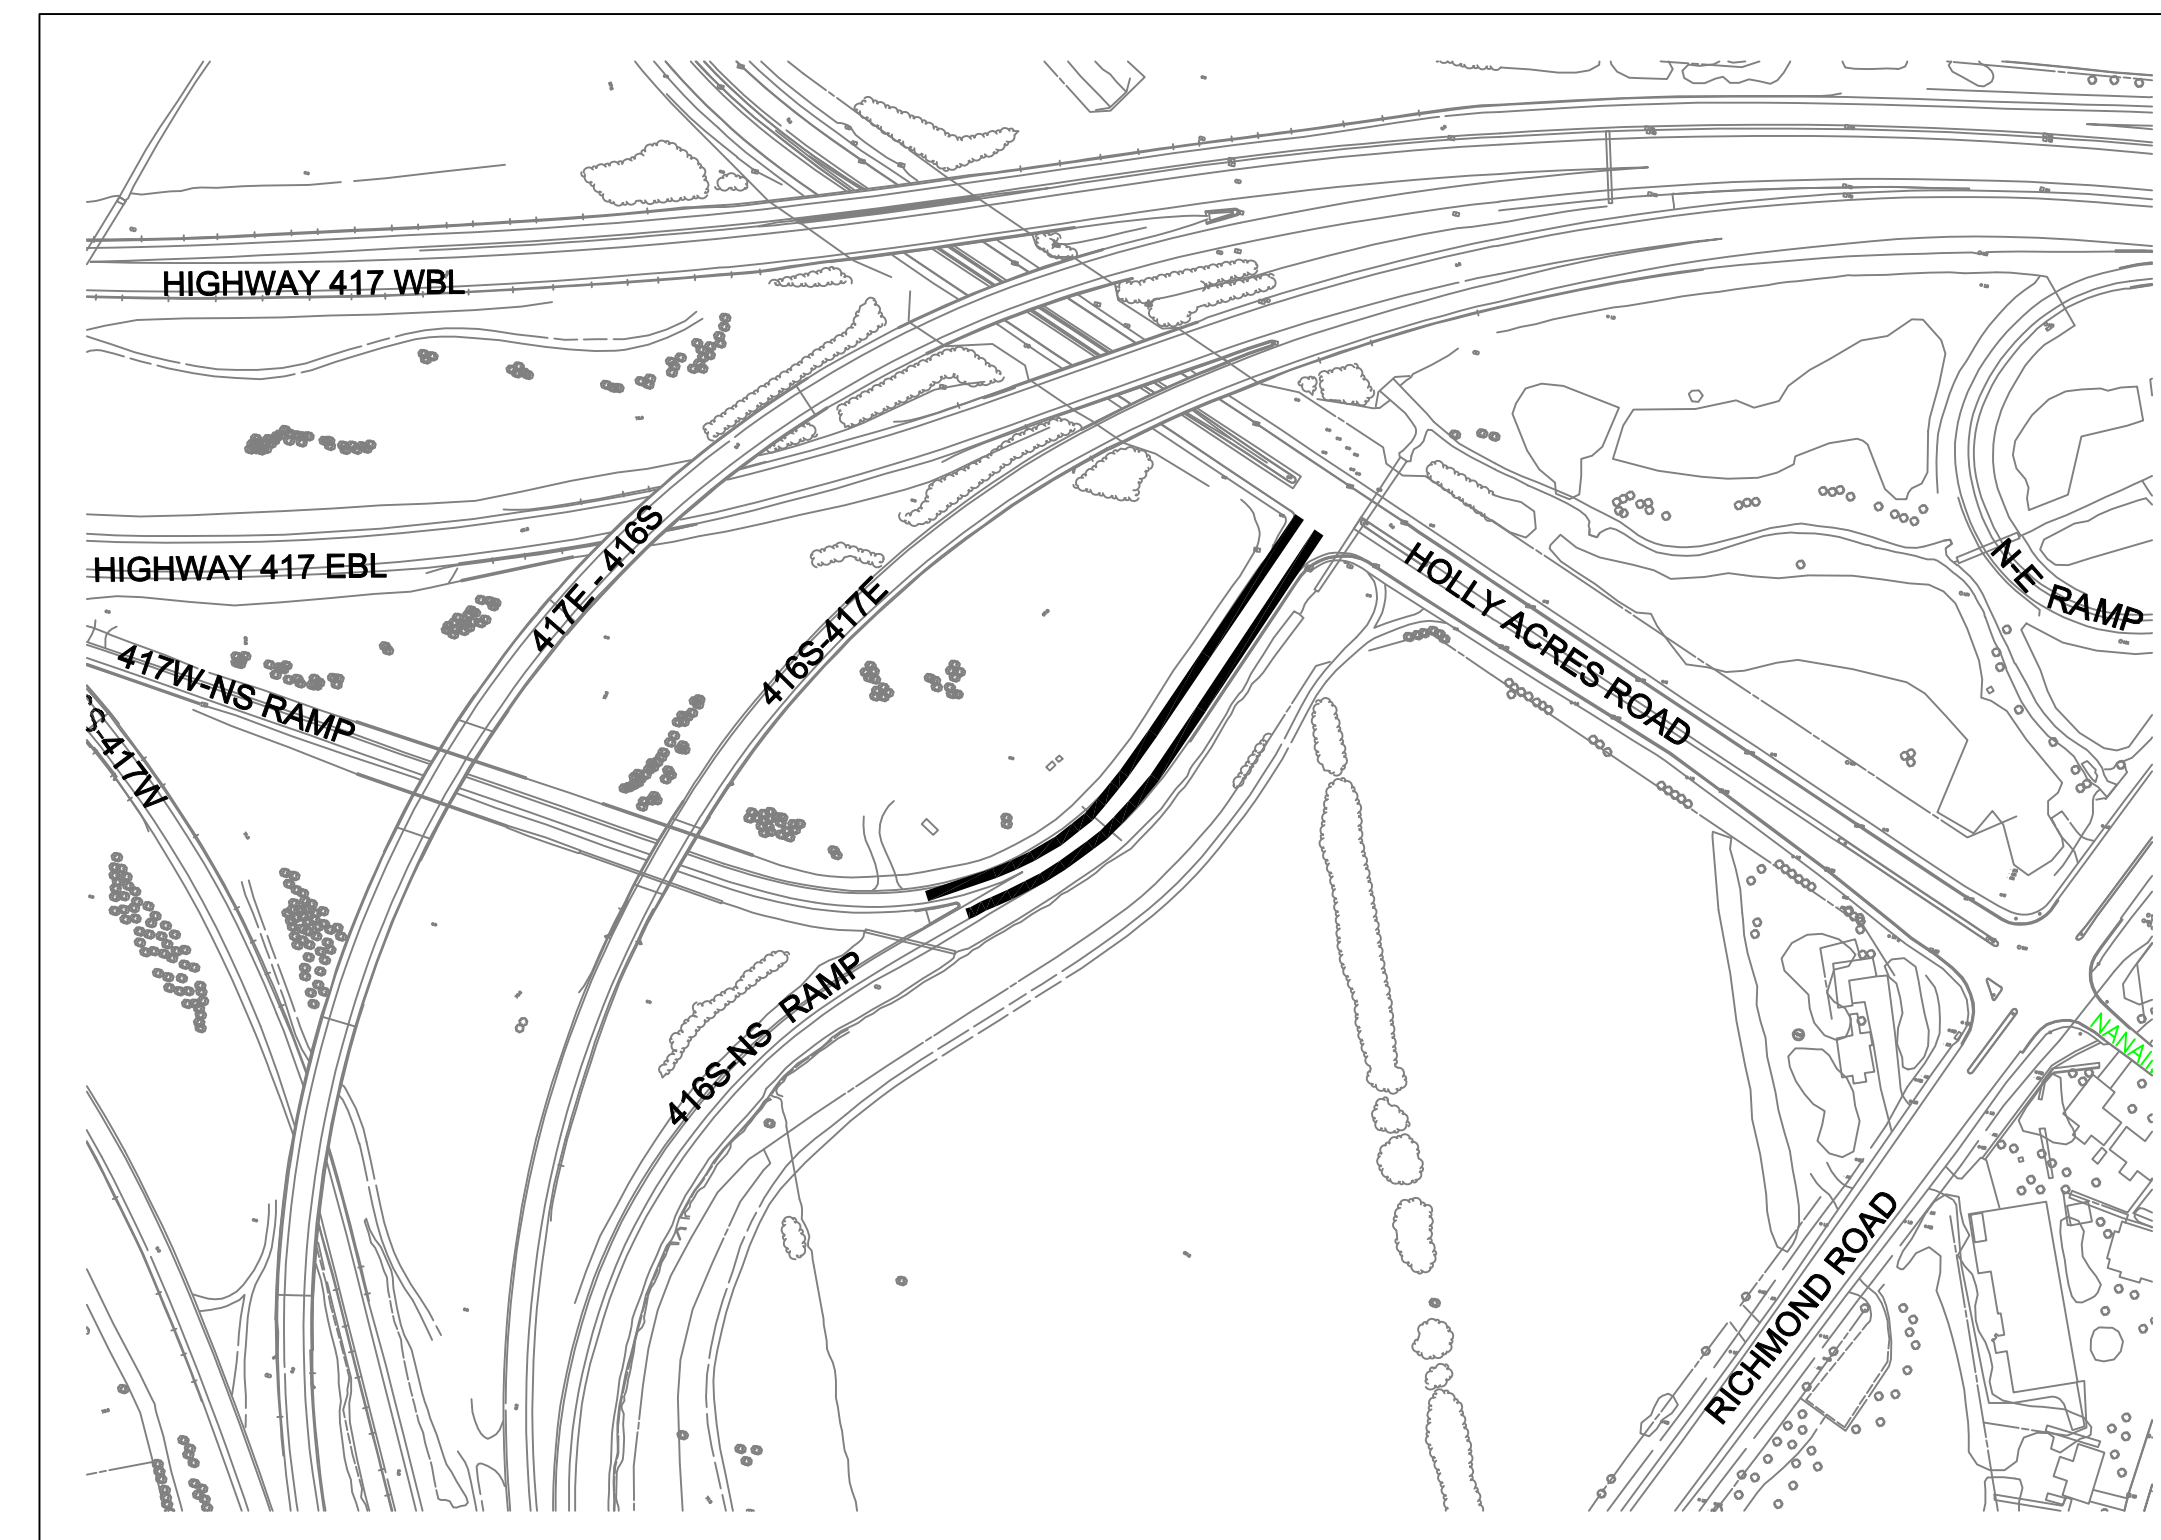 HIGHWAY 417 WBL
HIGHWAY 417 EBL
417E - 416S
416S-417E
HOLLY ACRES ROAD
N-E RAMP
417W-NS RAMP
S-417W
416S-NS RAMP
RICHMOND ROAD